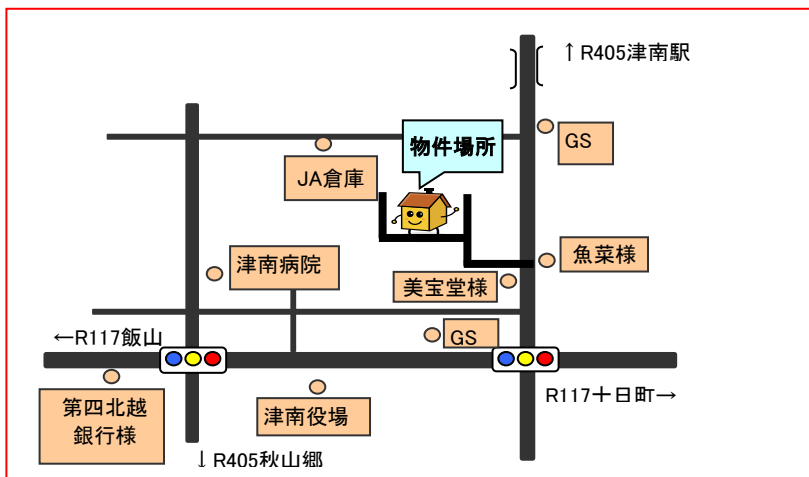 ↑R405津南駅
物件場所
GS
JA倉庫
魚菜様
津南病院
美宝堂様
←R117飯山
GS
R117十日町→
第四北越
銀行様
津南役場
↓R405秋山郷